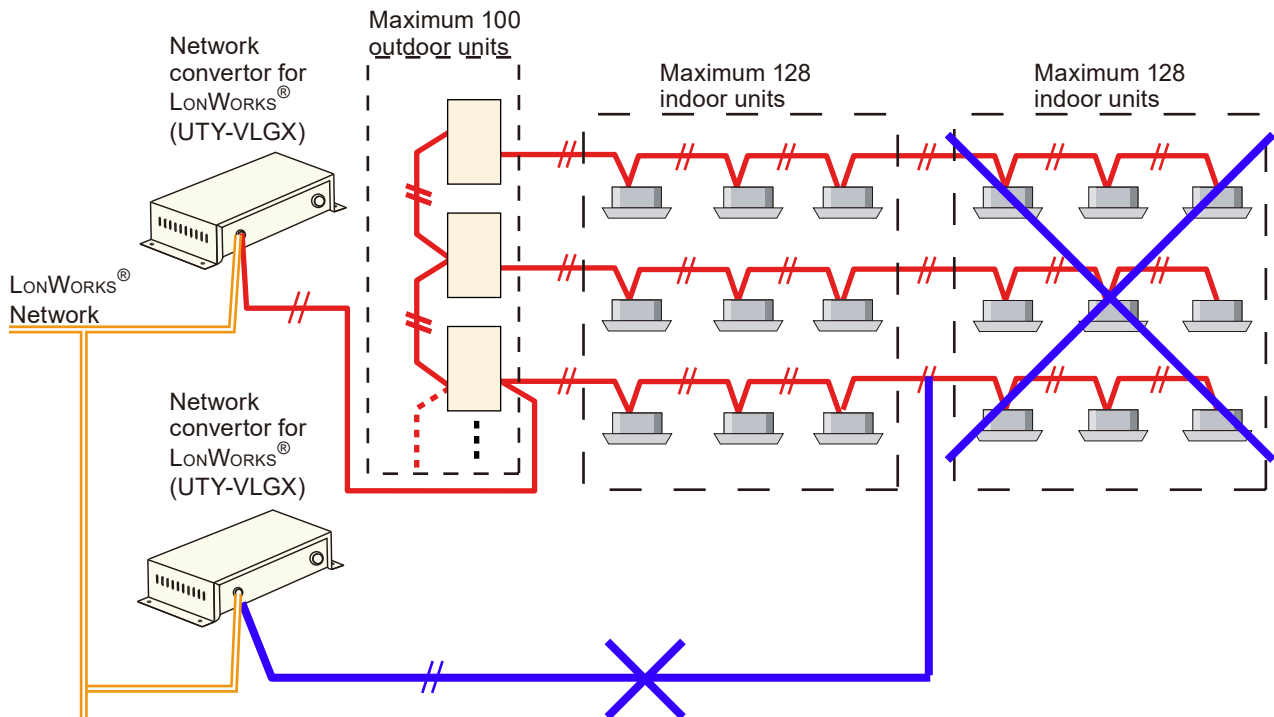 Maximum 100
outdoor units
Network
convertor for
LONWORKS®
(UTY-VLGX)
Maximum 128
indoor units
Maximum 128
indoor units
LONWORKS®
Network
Network
convertor for
LONWORKS®
(UTY-VLGX)